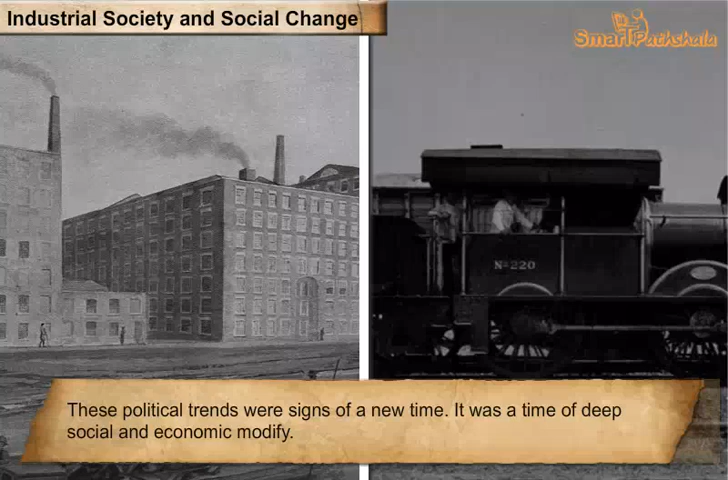 Industrial Society and Social Change
SmarTPathshala
Nº220
These political trends were signs of a new time. It was a time of deep
social and economic modify.